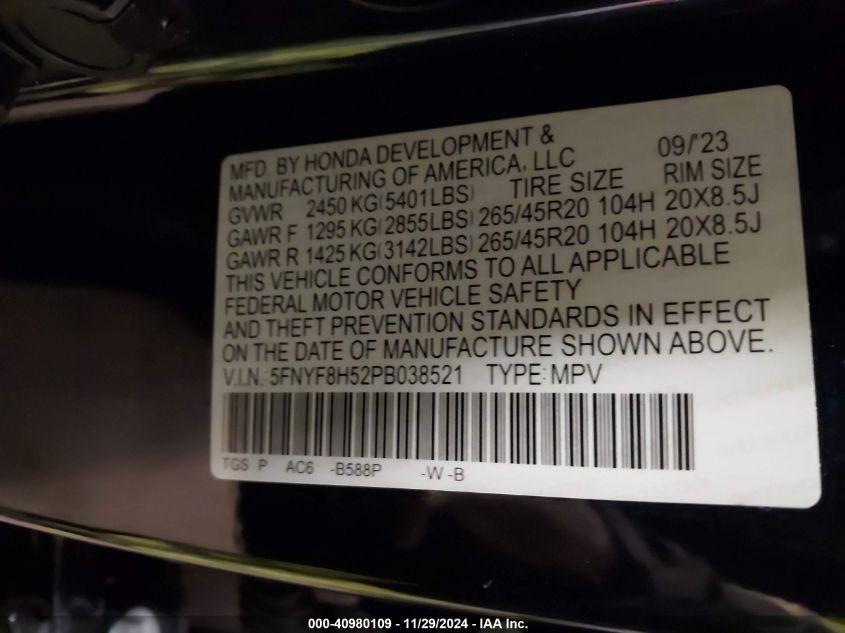 MFD. BY HONDA DEVELOPMENT & 09/'23
MANUFACTURING OF AMERICA, LLC
GVWR 2450 KG(5401LBS) TIRE SIZE RIM SIZE
GAWR F 1295 KG(2855LBS) 265/45R20 104H 20X8.5J
GAWR R 1425 KG(3142LBS) 265/45R20 104H 20X8.5J
THIS VEHICLE CONFORMS TO ALL APPLICABLE
FEDERAL MOTOR VEHICLE SAFETY
AND THEFT PREVENTION STANDARDS IN EFFECT
ON THE DATE OF MANUFACTURE SHOWN ABOVE.
V.I.N.: 5FNYF8H52PB038521 TYPE: MPV
TGS P AC6 -B588P -W -B
000-40980109 - 11/29/2024 - IAA Inc.